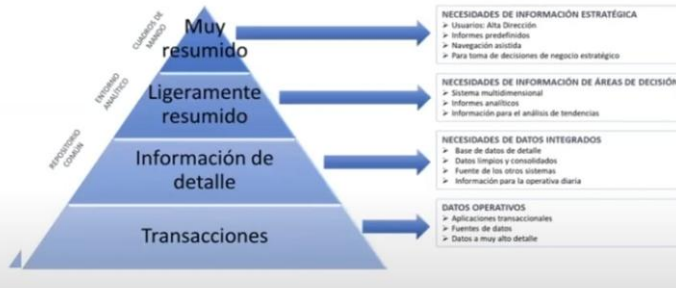 CUADROS DE
MANDO
Muy
resumido
NECESIDADES DE INFORMACIÓN ESTRATÉGICA
➤ Usuarios: Alta Dirección
➤ Informes predefinidos
➤ Navegación asistida
➤ Para toma de decisiones de negocio estratégico
ENTORNO
ANALÍTICO
Ligeramente
resumido
NECESIDADES DE INFORMACIÓN DE ÁREAS DE DECISIÓN
➤ Sistema multidimensional
➤ Informes analíticos
➤ Información para el análisis de tendencias
REPOSITORIO
COMÚN
Información de
detalle
NECESIDADES DE DATOS INTEGRADOS
➤ Base de datos de detalle
➤ Datos limpios y consolidados
➤ Fuente de los otros sistemas
➤ Información para la operativa diaria
Transacciones
DATOS OPERATIVOS
➤ Aplicaciones transaccionales
➤ Fuentes de datos
➤ Datos a muy alto detalle